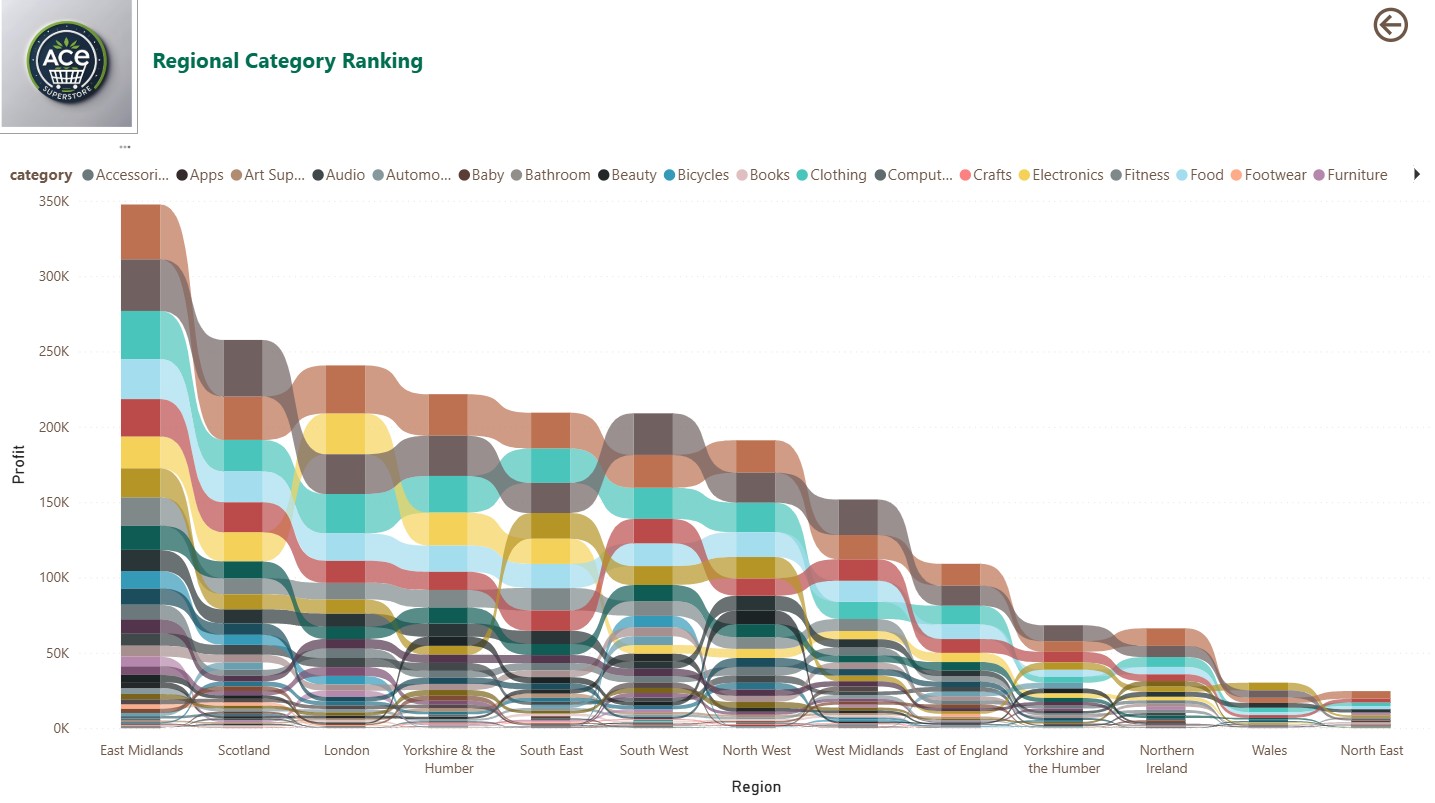 ACE
SUPERSTORE
Regional Category Ranking
...
category Accessori... Apps Art Sup... Audio Automo... Baby Bathroom Beauty Bicycles Books Clothing Comput... Crafts Electronics Fitness Food Footwear Furniture
350K
300K
250K
200K
150K
100K
50K
0K
Profit
East Midlands Scotland London Yorkshire & the South East South West North West West Midlands East of England Yorkshire and Northern Wales North East
Humber the Humber Ireland
Region